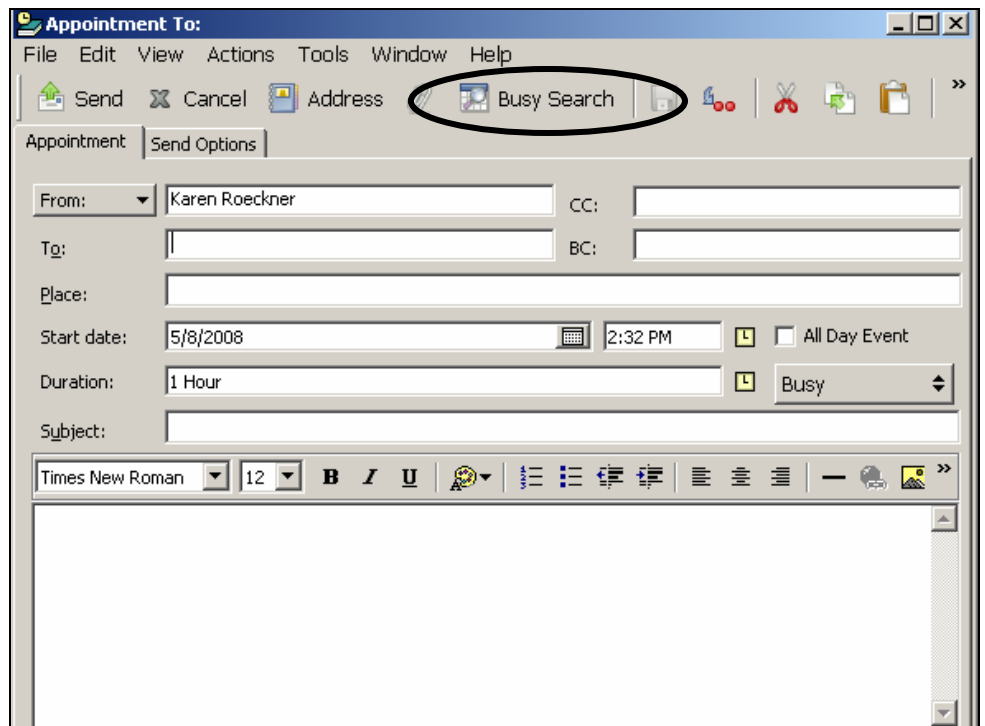 Appointment To:
File Edit View Actions Tools Window Help
Send Cancel Address Busy Search »
Appointment Send Options
From: Karen Roeckner CC:
To: BC:
Place:
Start date: 5/8/2008 2:32 PM All Day Event
Duration: 1 Hour Busy
Subject:
Times New Roman 12 B I U »